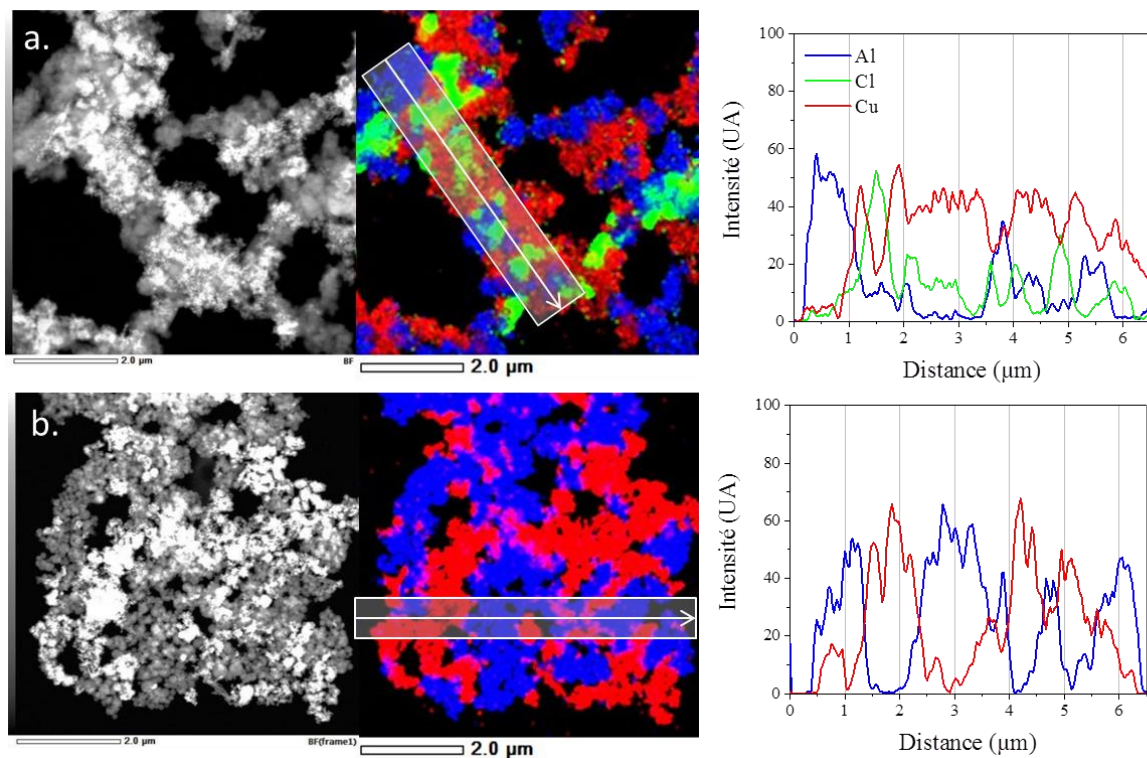 a.
2.0 µm
BF
2.0 µm
100
80
60
40
20
0
Intensité (UA)
Al
Cl
Cu
0 1 2 3 4 5 6
Distance (µm)
b.
2.0 µm
BF(frame1)
2.0 µm
100
80
60
40
20
0
Intensité (UA)
0 1 2 3 4 5 6
Distance (µm)